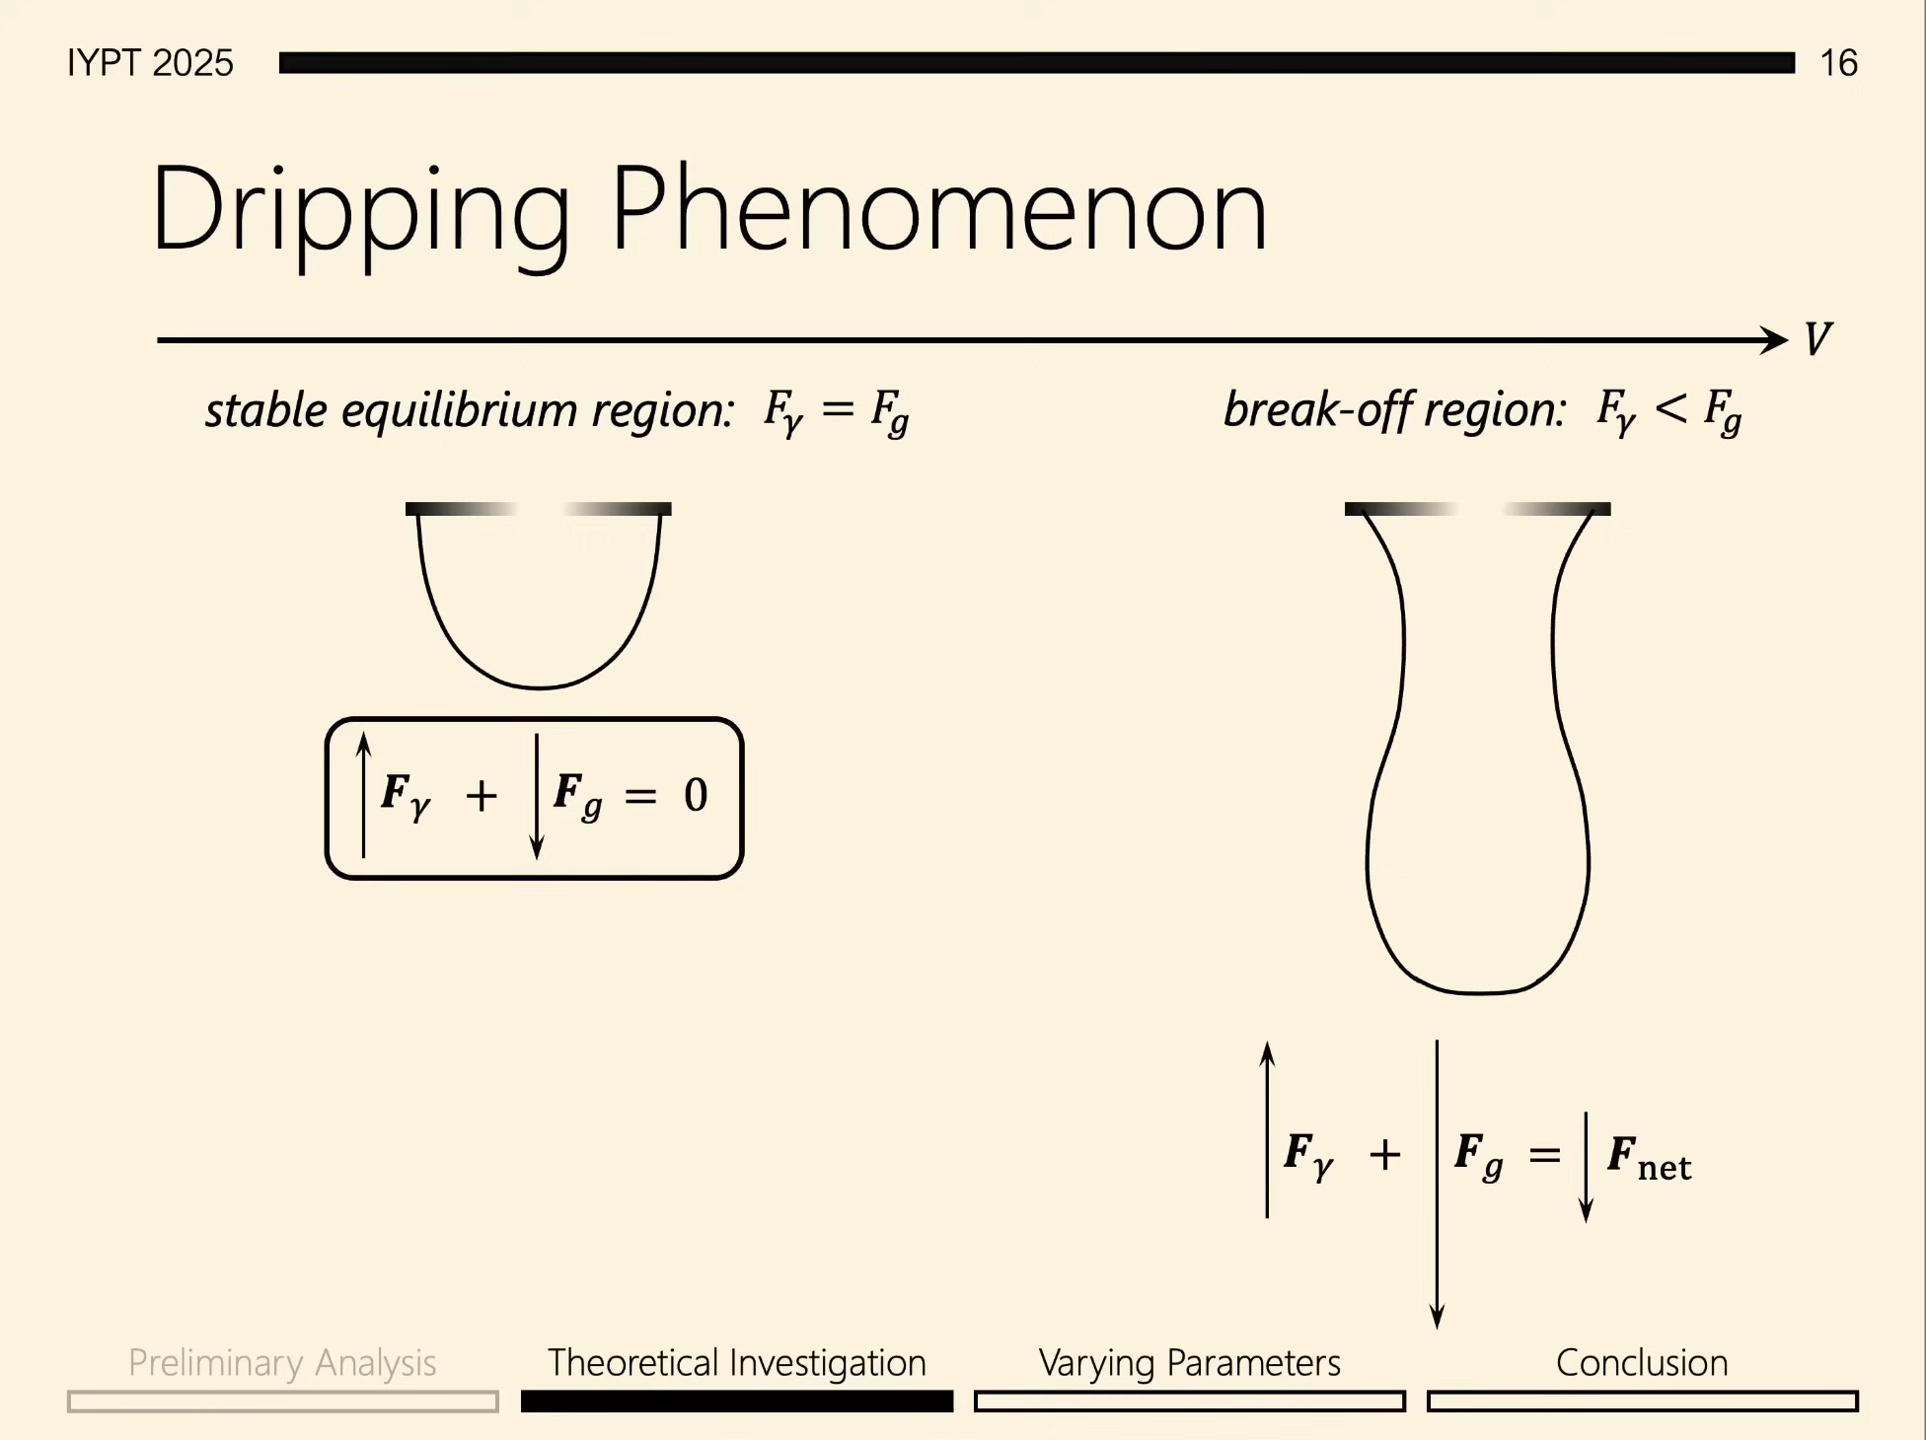 IYPT 2025
16
Dripping Phenomenon
V
stable equilibrium region: Fγ = Fg
break-off region: Fγ < Fg
Fγ + Fg = 0
Fγ + Fg = Fnet
Preliminary Analysis
Theoretical Investigation
Varying Parameters
Conclusion